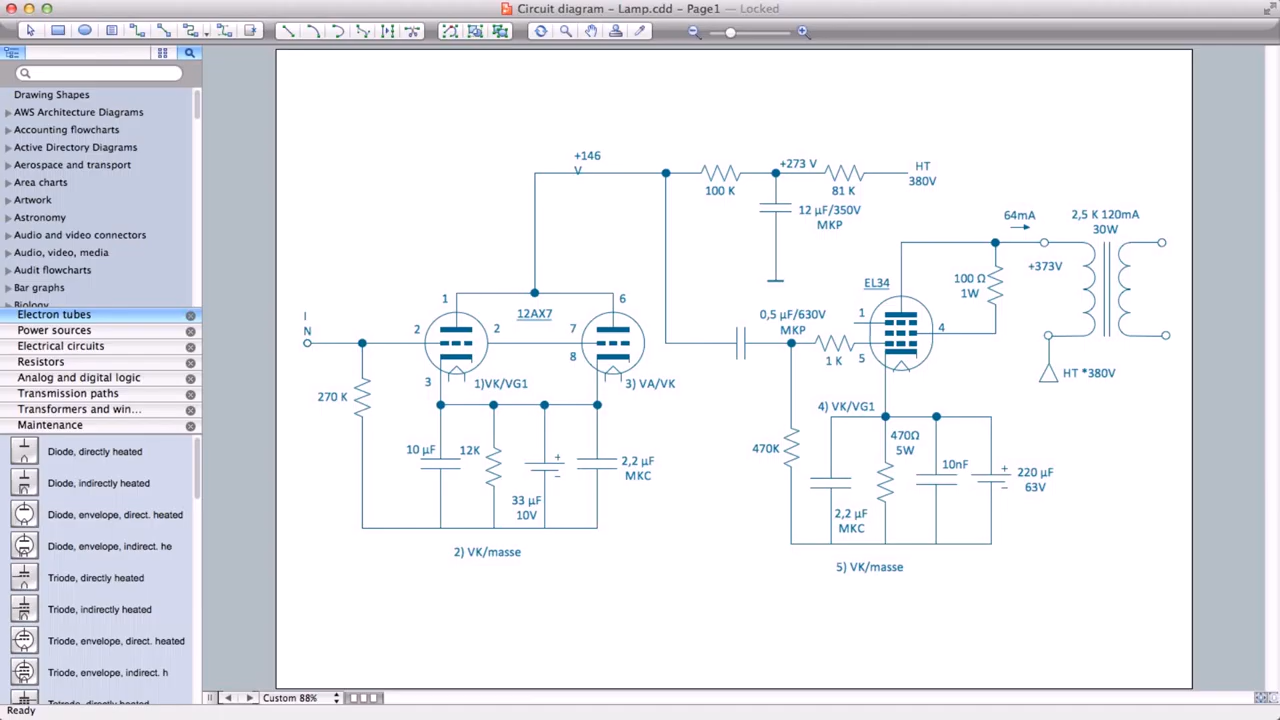 Circuit diagram – Lamp.cdd – Page1 – Locked
Drawing Shapes
AWS Architecture Diagrams
Accounting flowcharts
Active Directory Diagrams
Aerospace and transport
Area charts
Artwork
Astronomy
Audio and video connectors
Audio, video, media
Audit flowcharts
Bar graphs
Biology
Electron tubes
Power sources
Electrical circuits
Resistors
Analog and digital logic
Transmission paths
Transformers and win...
Maintenance
Diode, directly heated
Diode, indirectly heated
Diode, envelope, direct. heated
Diode, envelope, indirect. he
Triode, directly heated
Triode, indirectly heated
Triode, envelope, direct. heated
Triode, envelope, indirect. h
Tetrode, directly heated
Ready
Custom 88%
+146
V
100 K
+273 V
81 K
HT
380V
12 µF/350V
MKP
64mA
2,5 K 120mA
30W
+373V
100 Ω
1W
EL34
1
4
5
HT *380V
1
6
12AX7
2
2
7
8
3
I
N
1)VK/VG1
3) VA/VK
0,5 µF/630V
MKP
1 K
270 K
10 µF
12K
33 µF
10V
+
–
2,2 µF
MKC
2) VK/masse
4) VK/VG1
470K
470Ω
5W
10nF
+
–
220 µF
63V
2,2 µF
MKC
5) VK/masse